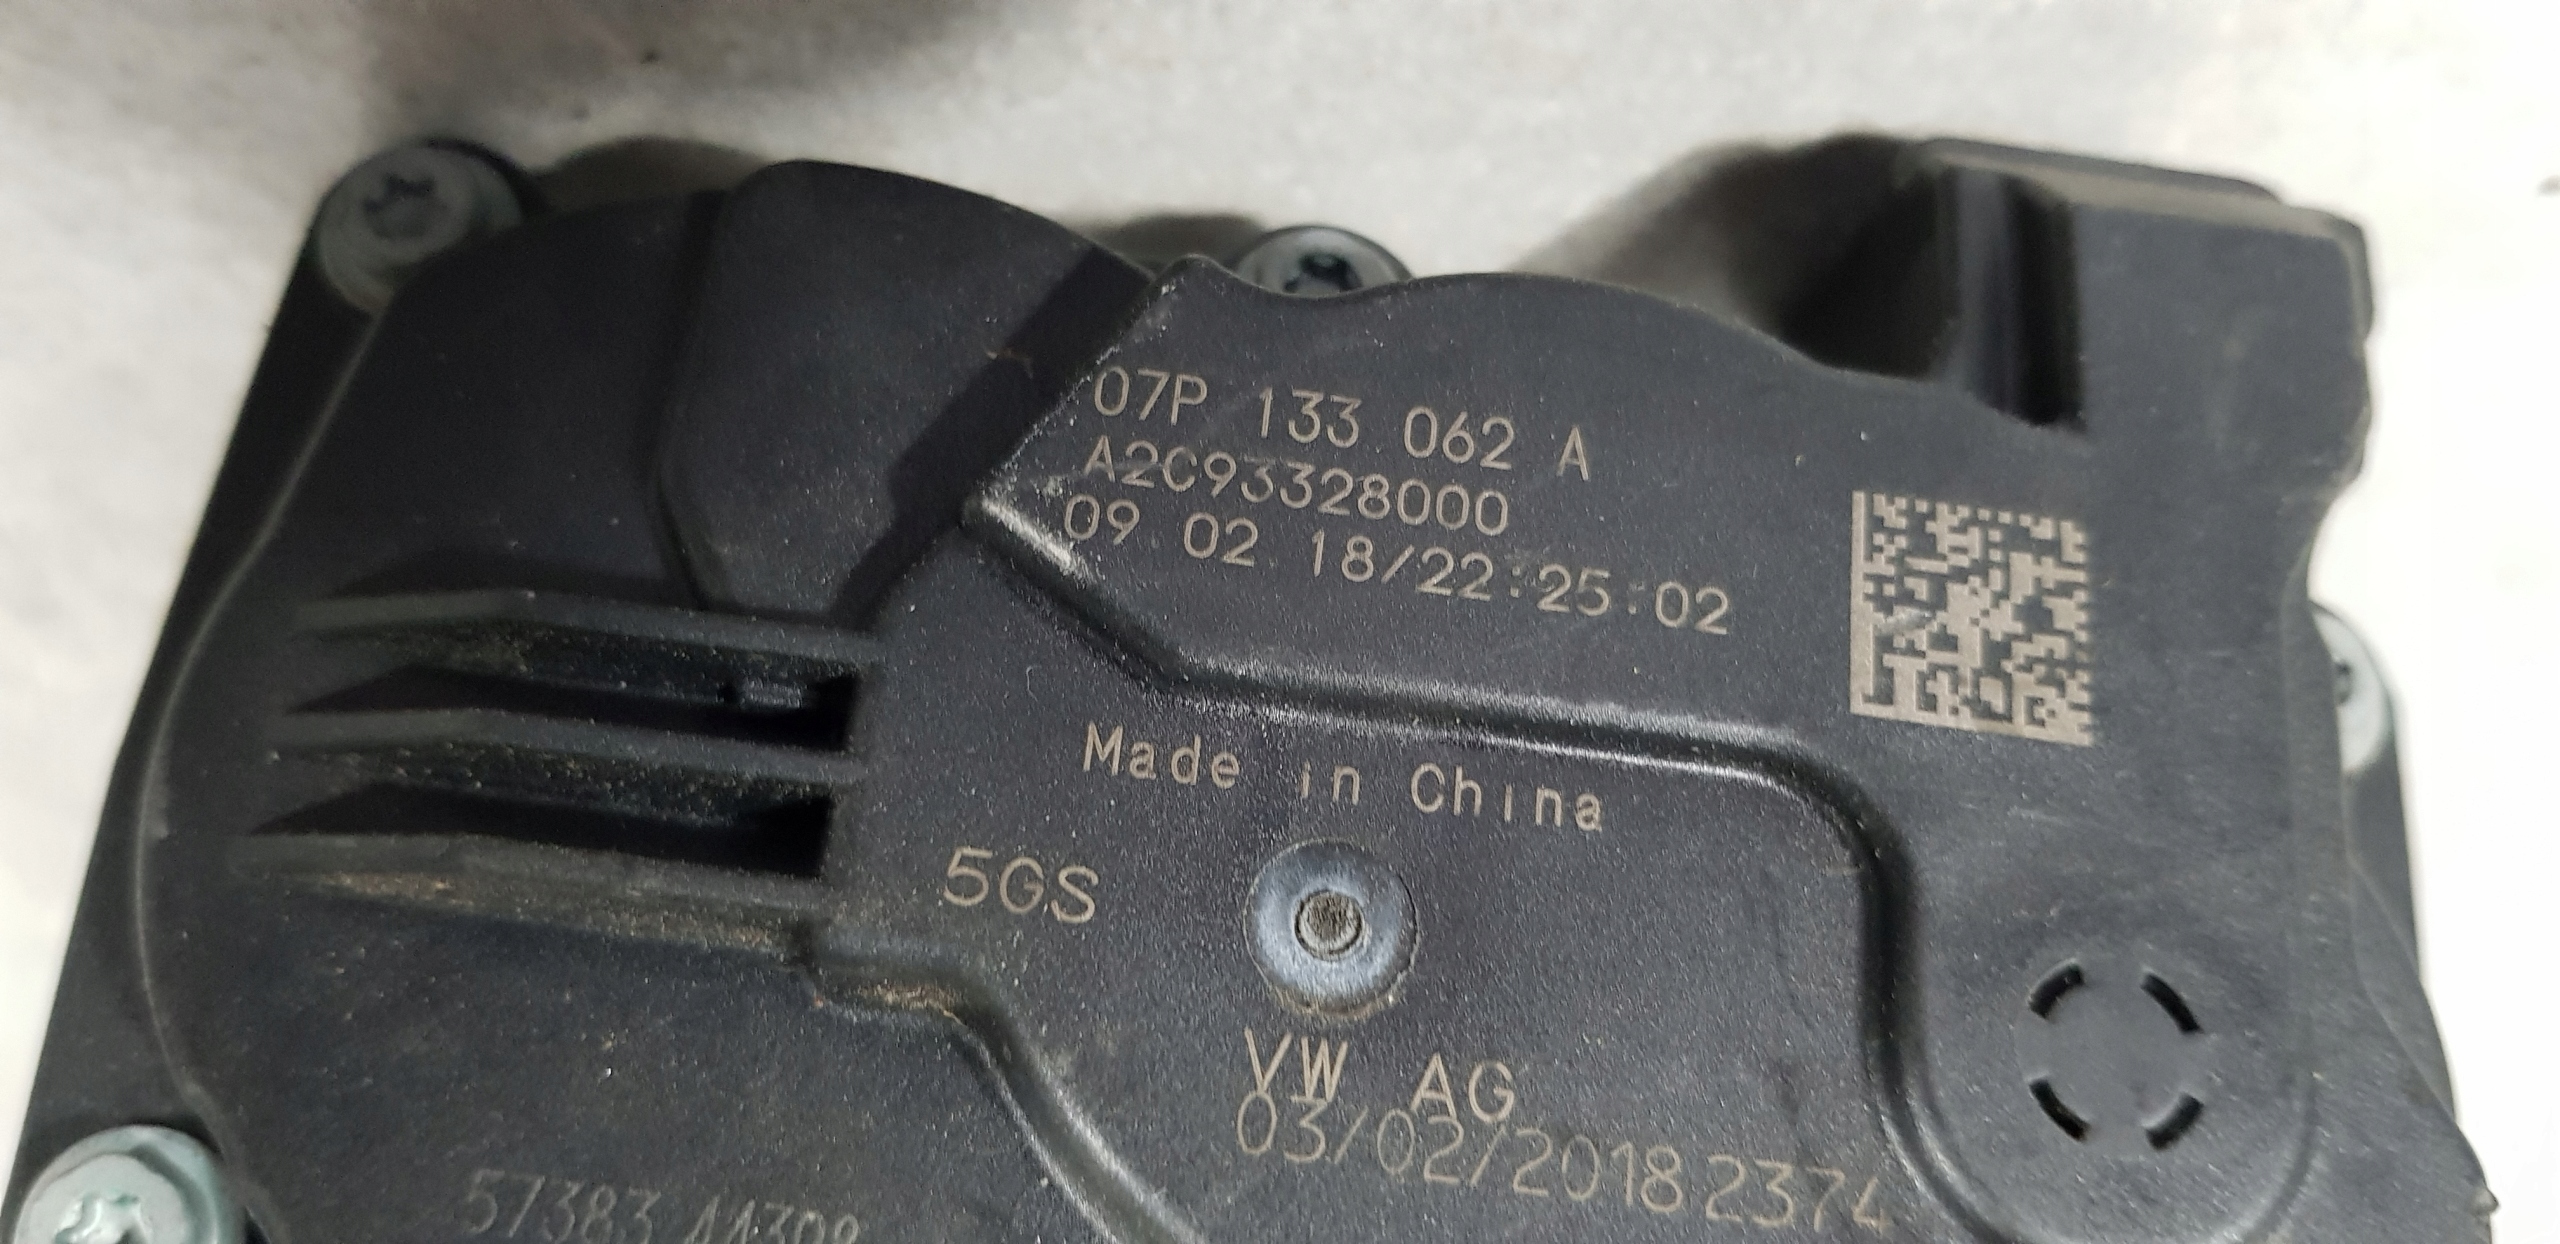 07P 133 062 A
A2C93328000
09 02 18/22:25:02
Made in China
5GS
VW AG
03/02/2018 2374
57383